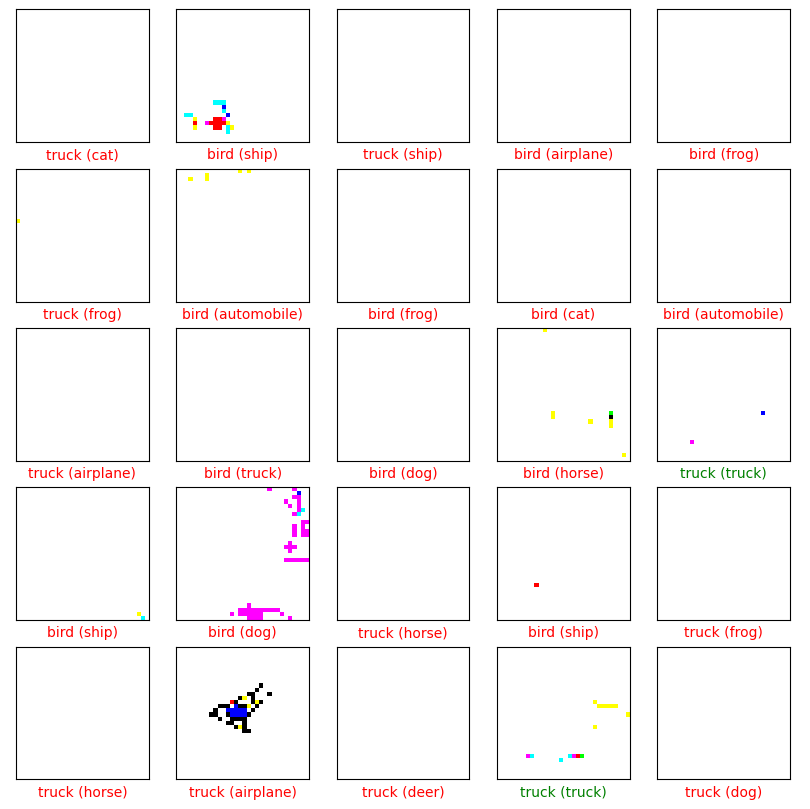 truck (cat)
bird (ship)
truck (ship)
bird (airplane)
bird (frog)
truck (frog)
bird (automobile)
bird (frog)
bird (cat)
bird (automobile)
truck (airplane)
bird (truck)
bird (dog)
bird (horse)
truck (truck)
bird (ship)
bird (dog)
truck (horse)
bird (ship)
truck (frog)
truck (horse)
truck (airplane)
truck (deer)
truck (truck)
truck (dog)